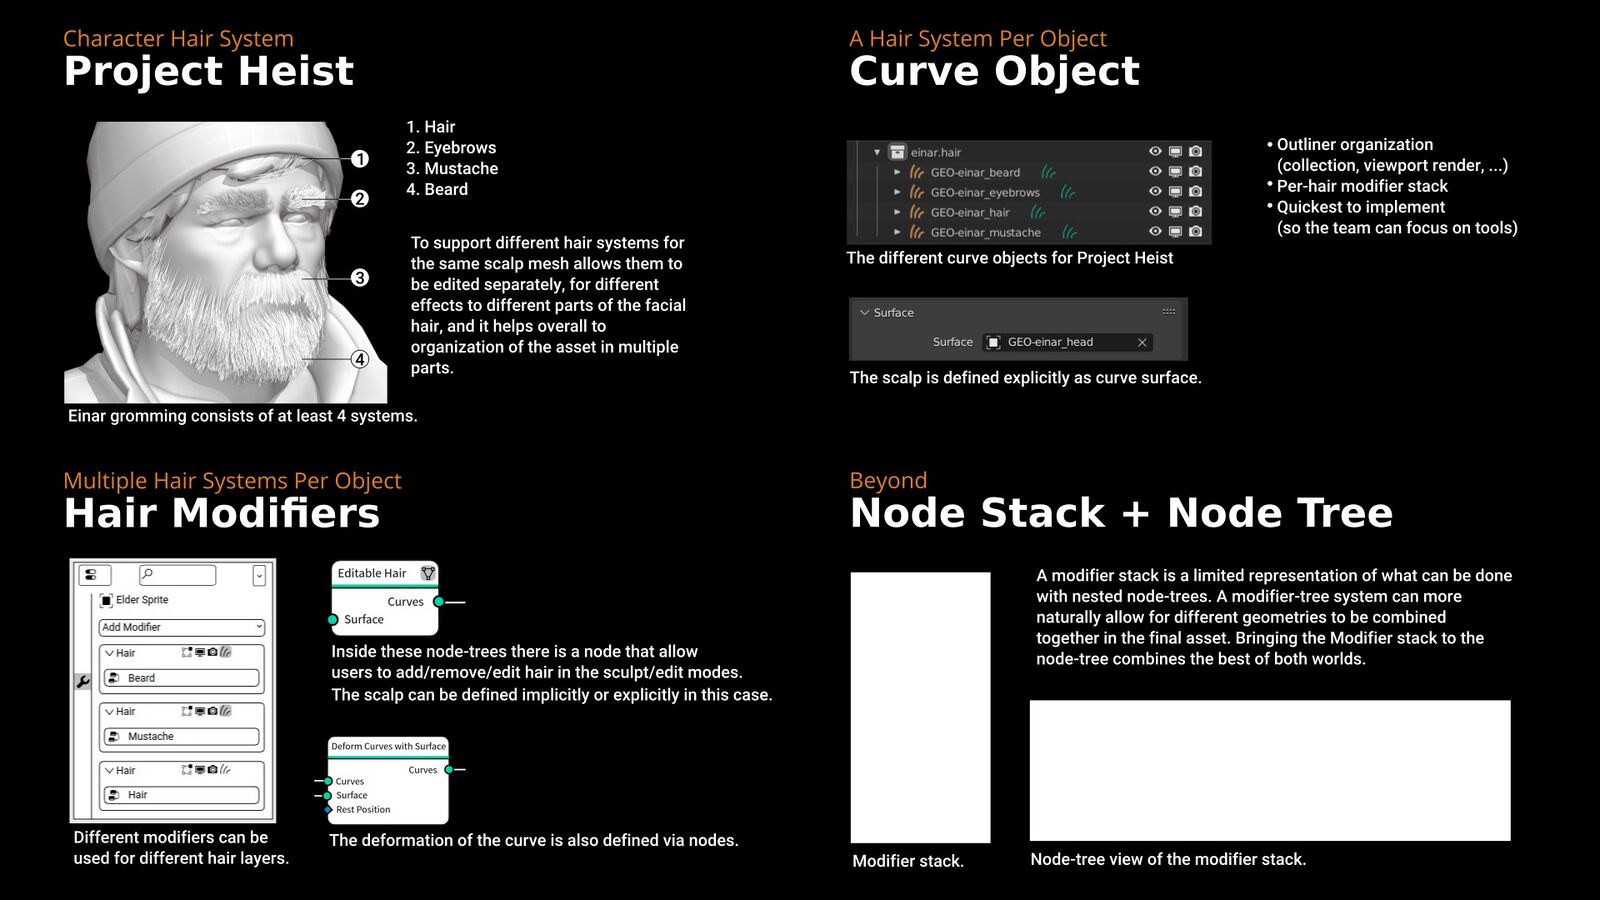 Character Hair System
Project Heist
1
2
3
4
1. Hair
2. Eyebrows
3. Mustache
4. Beard
To support different hair systems for
the same scalp mesh allows them to
be edited separately, for different
effects to different parts of the facial
hair, and it helps overall to
organization of the asset in multiple
parts.
Einar gromming consists of at least 4 systems.
A Hair System Per Object
Curve Object
einar.hair
GEO-einar_beard
GEO-einar_eyebrows
GEO-einar_hair
GEO-einar_mustache
The different curve objects for Project Heist
• Outliner organization
(collection, viewport render, ...)
• Per-hair modifier stack
• Quickest to implement
(so the team can focus on tools)
Surface
Surface GEO-einar_head
The scalp is defined explicitly as curve surface.
Multiple Hair Systems Per Object
Hair Modifiers
Elder Sprite
Add Modifier
Hair
Beard
Hair
Mustache
Hair
Hair
Different modifiers can be
used for different hair layers.
Editable Hair
Curves
Surface
Inside these node-trees there is a node that allow
users to add/remove/edit hair in the sculpt/edit modes.
The scalp can be defined implicitly or explicitly in this case.
Deform Curves with Surface
Curves
Curves
Surface
Rest Position
The deformation of the curve is also defined via nodes.
Beyond
Node Stack + Node Tree
A modifier stack is a limited representation of what can be done
with nested node-trees. A modifier-tree system can more
naturally allow for different geometries to be combined
together in the final asset. Bringing the Modifier stack to the
node-tree combines the best of both worlds.
Modifier stack.
Node-tree view of the modifier stack.